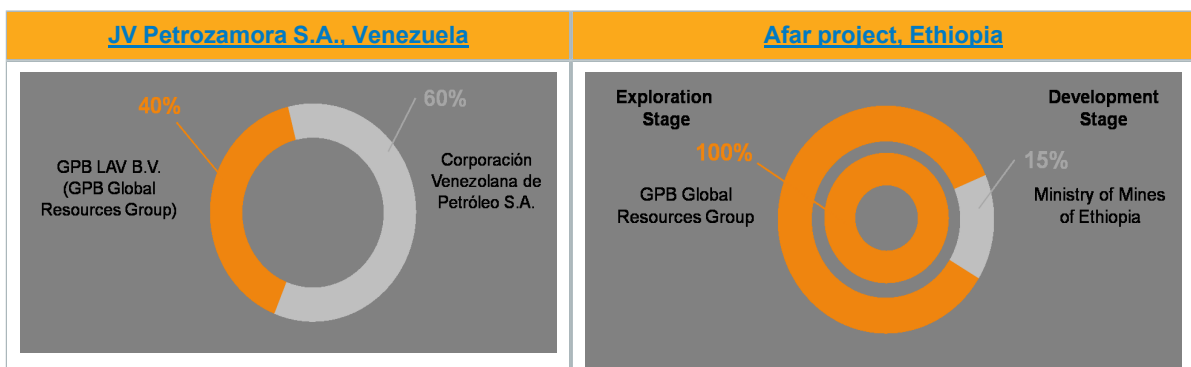 JV Petrozamora S.A., Venezuela
40%
60%
GPB LAV B.V.
(GPB Global
Resources Group)
Corporación
Venezolana de
Petróleo S.A.
Afar project, Ethiopia
Exploration
Stage
Development
Stage
100%
15%
GPB Global
Resources Group
Ministry of Mines
of Ethiopia